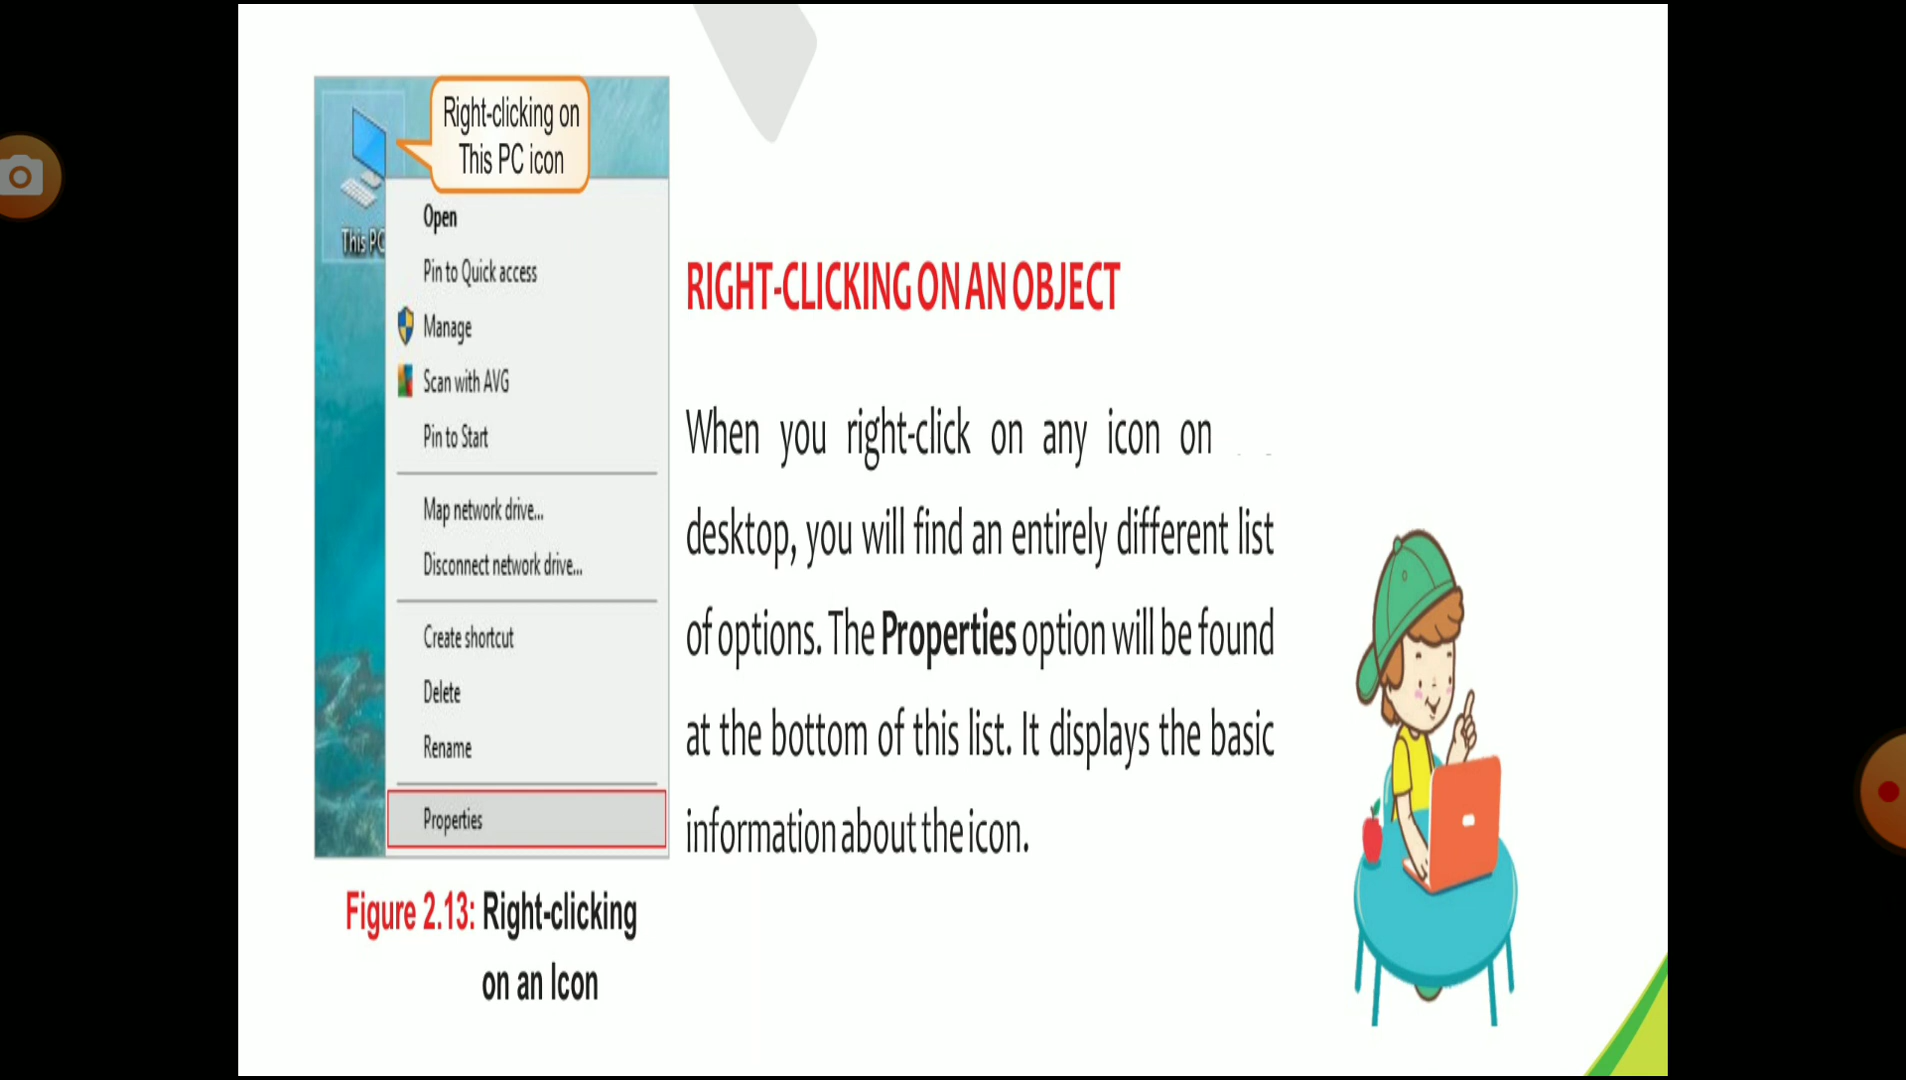 Right-clicking on
This PC icon
This PC
Open
Pin to Quick access
Manage
Scan with AVG
Pin to Start
Map network drive...
Disconnect network drive...
Create shortcut
Delete
Rename
Properties
Figure 2.13: Right-clicking
on an Icon
RIGHT-CLICKING ON AN OBJECT
When you right-click on any icon on
desktop, you will find an entirely different list
of options. The Properties option will be found
at the bottom of this list. It displays the basic
information about the icon.